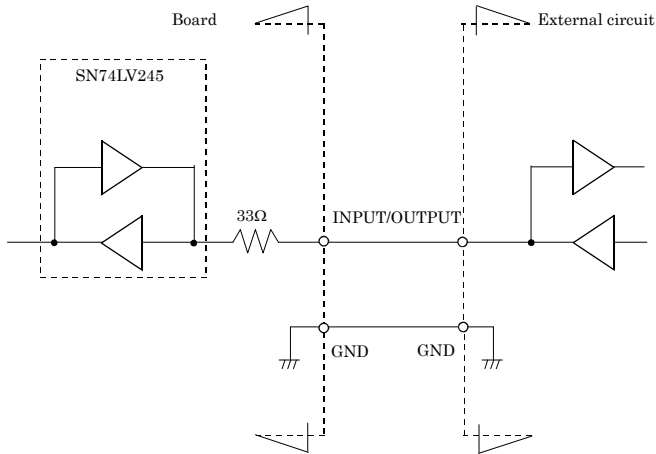 Board
External circuit
SN74LV245
33Ω
INPUT/OUTPUT
GND
GND